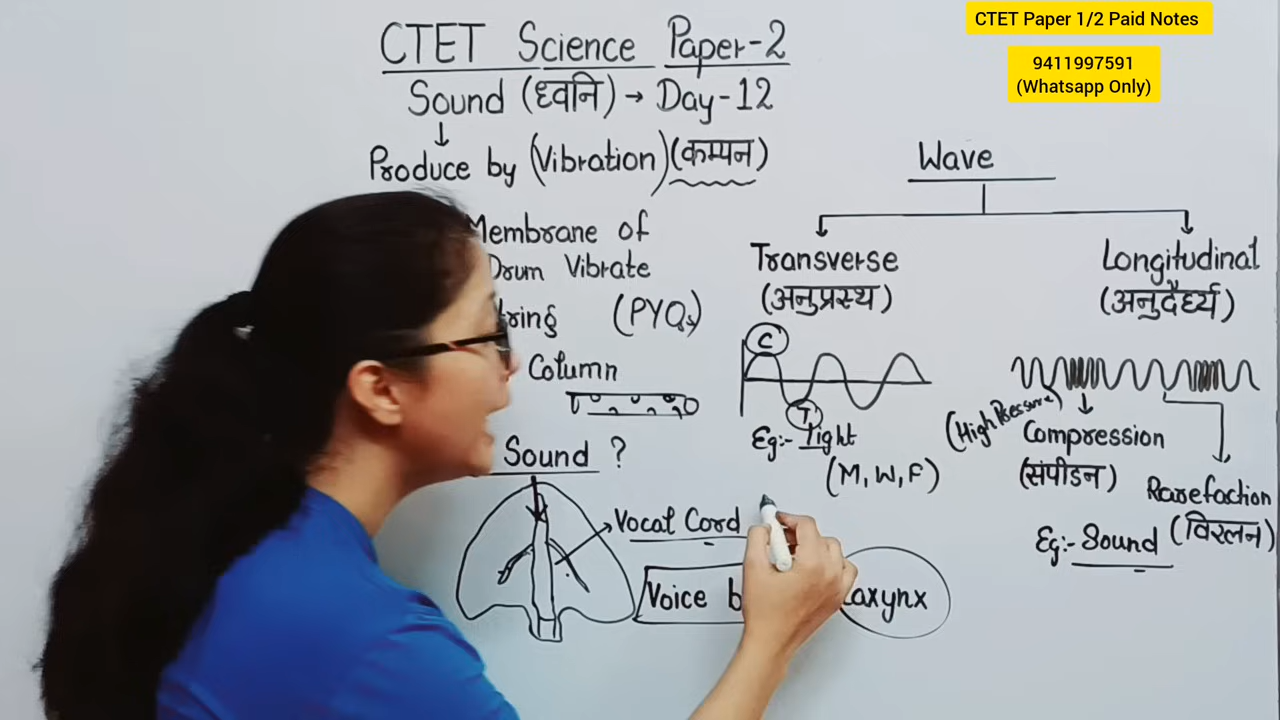 CTET Paper 1/2 Paid Notes
9411997591
(Whatsapp Only)
CTET Science Paper-2
Sound (ध्वनि) → Day-12
Produce by (Vibration) (कम्पन)
Membrane of
Drum Vibrate
(PYQs)
Column
Sound ?
Vocal Cord
Voice
Larynx
Wave
Transverse
(अनुप्रस्थ)
C
T
Eg:- Light
(M, W, F)
Longitudinal
(अनुदैर्ध्य)
(High Pressure)
Compression
(संपीडन)
Rarefaction
(विरलन)
Eg:- Sound